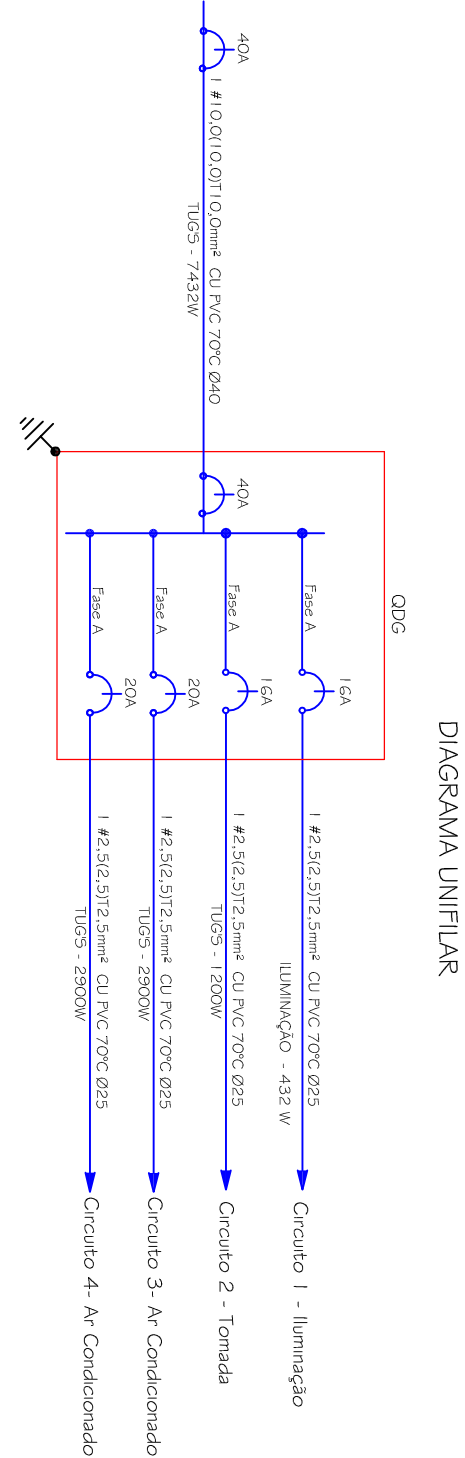 DIAGRAMA UNIFILAR
QDG
40A
1 #10,0(10,0)T10,0mm² CU PVC 70°C Ø40
TUG'S - 7432W
40A
Fase A
16A
1 #2,5(2,5)T2,5mm² CU PVC 70°C Ø25
ILUMINAÇÃO - 432 W
Circuito 1 - Iluminação
Fase A
16A
1 #2,5(2,5)T2,5mm² CU PVC 70°C Ø25
TUG'S - 1200W
Circuito 2 - Tomada
Fase A
20A
1 #2,5(2,5)T2,5mm² CU PVC 70°C Ø25
TUG'S - 2900W
Circuito 3- Ar Condicionado
Fase A
20A
1 #2,5(2,5)T2,5mm² CU PVC 70°C Ø25
TUG'S - 2900W
Circuito 4- Ar Condicionado